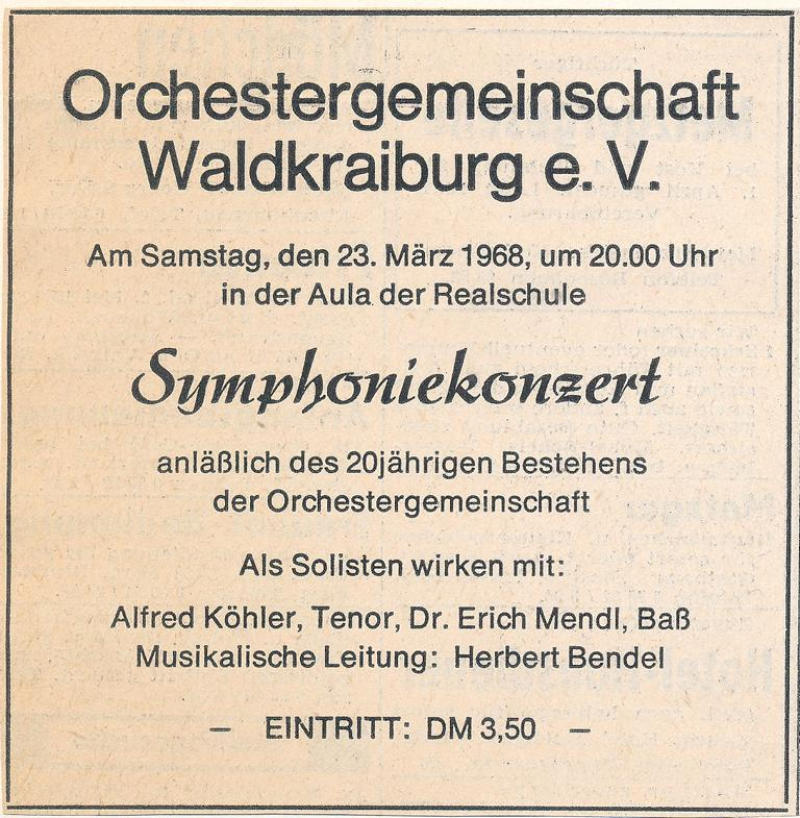 Orchestergemeinschaft
Waldkraiburg e. V.
Am Samstag, den 23. März 1968, um 20.00 Uhr
in der Aula der Realschule
Symphoniekonzert
anläßlich des 20jährigen Bestehens
der Orchestergemeinschaft
Als Solisten wirken mit:
Alfred Köhler, Tenor, Dr. Erich Mendl, Baß
Musikalische Leitung: Herbert Bendel
— EINTRITT: DM 3,50 —